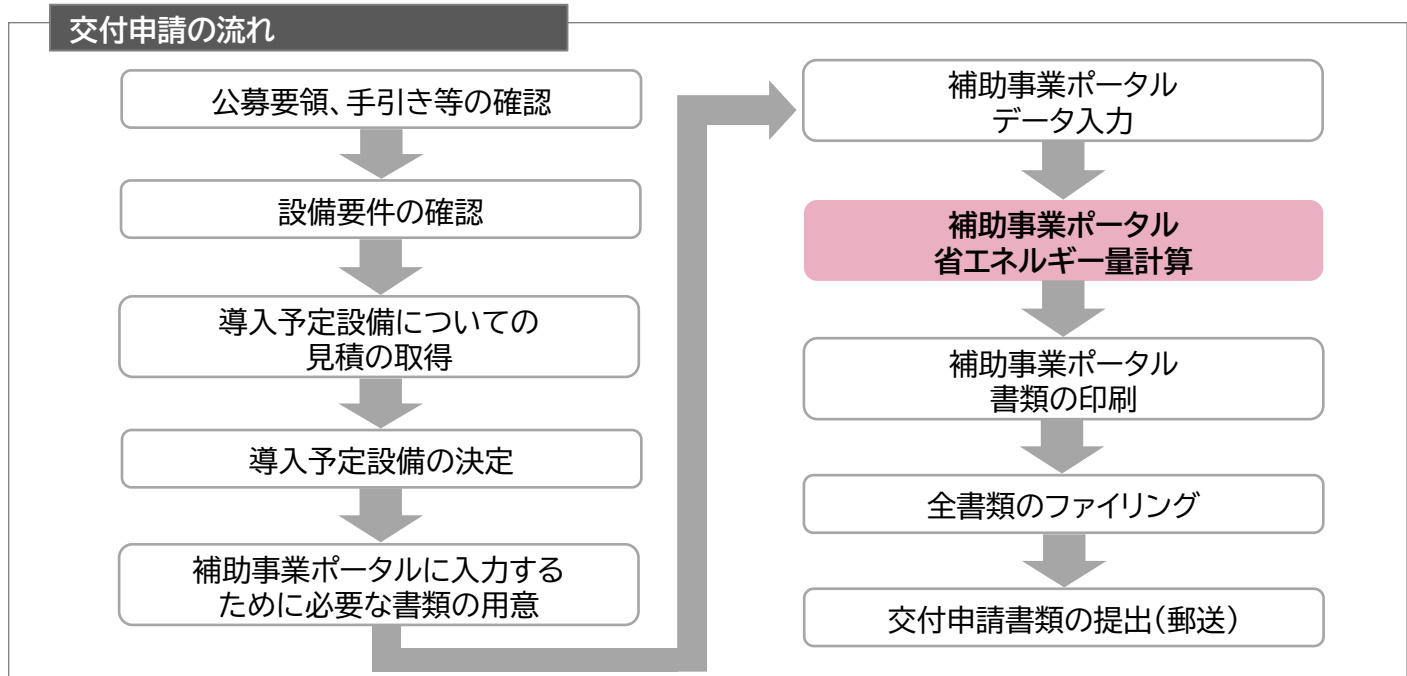 交付申請の流れ
公募要領、手引き等の確認
設備要件の確認
導入予定設備についての
見積の取得
導入予定設備の決定
補助事業ポータルに入力する
ために必要な書類の用意
補助事業ポータル
データ入力
補助事業ポータル
省エネルギー量計算
補助事業ポータル
書類の印刷
全書類のファイリング
交付申請書類の提出(郵送)